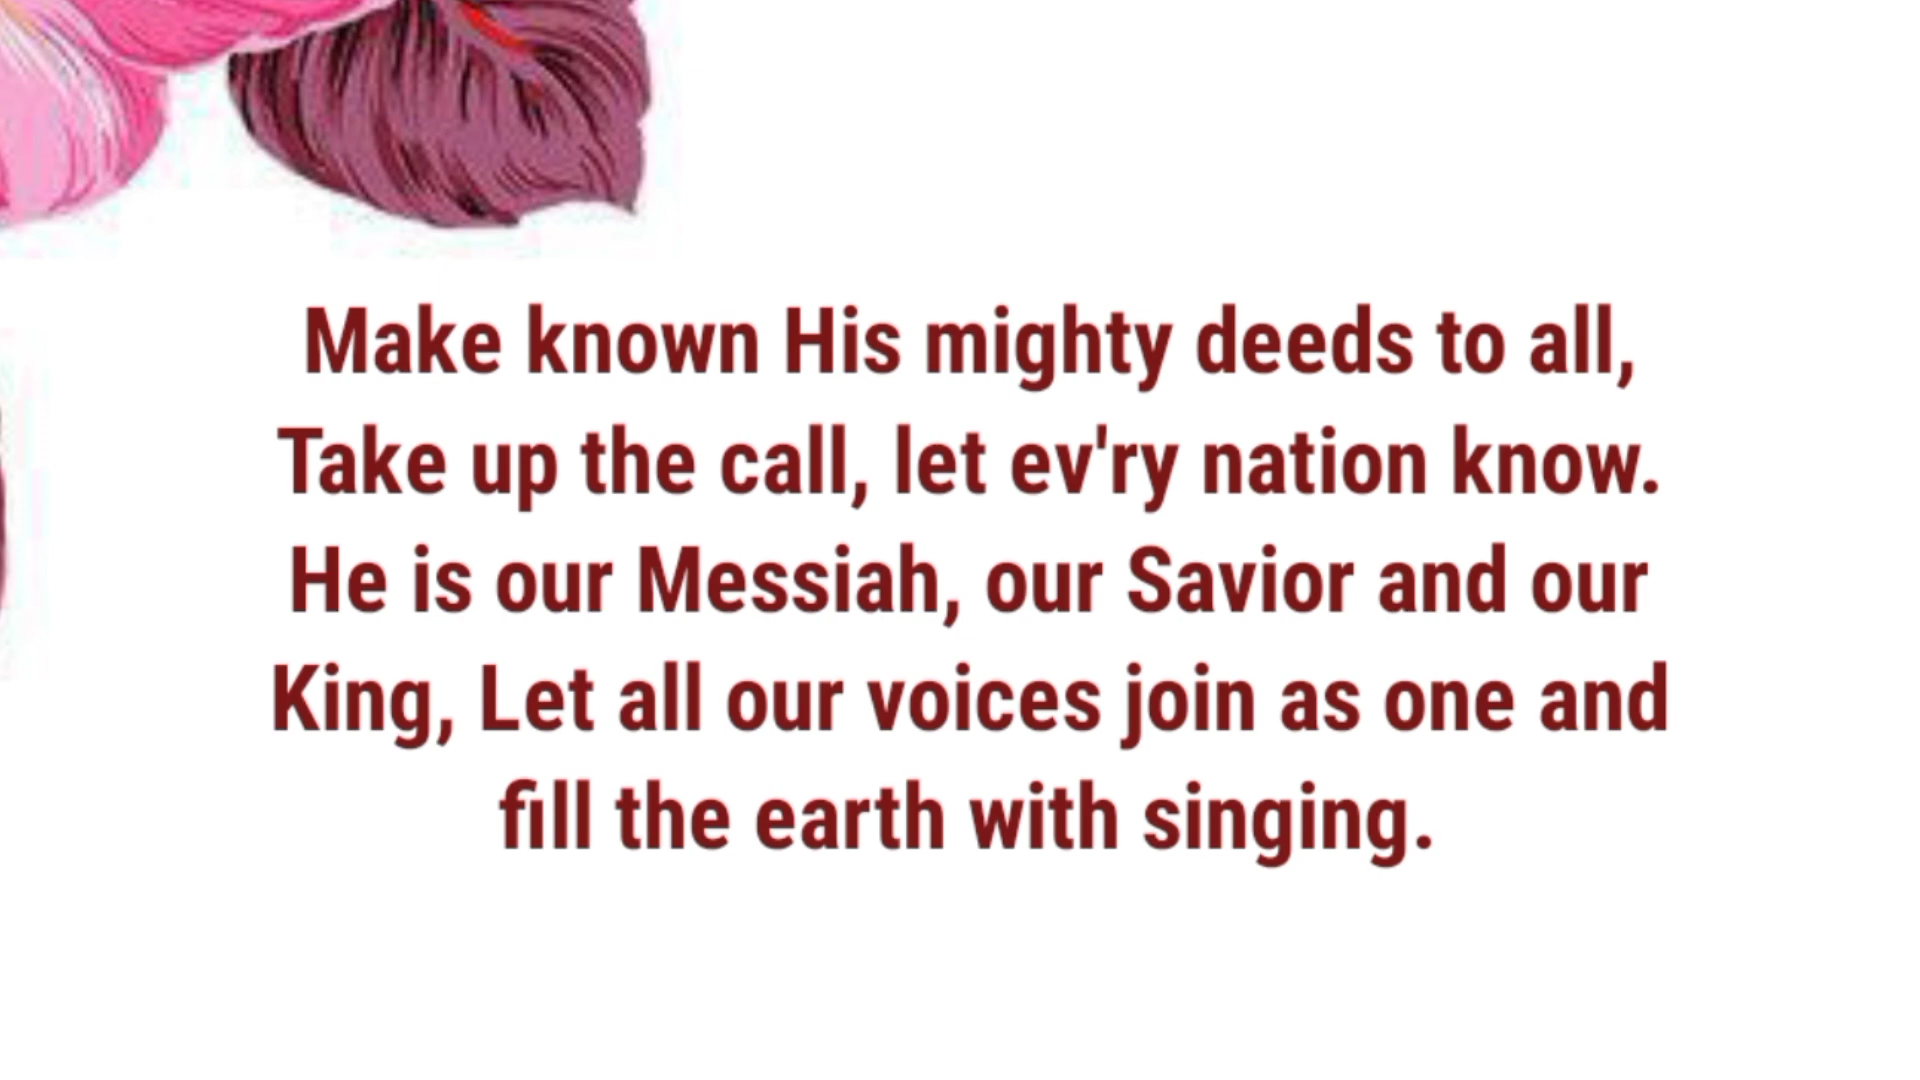 Make known His mighty deeds to all,
Take up the call, let ev'ry nation know.
He is our Messiah, our Savior and our
King, Let all our voices join as one and
fill the earth with singing.